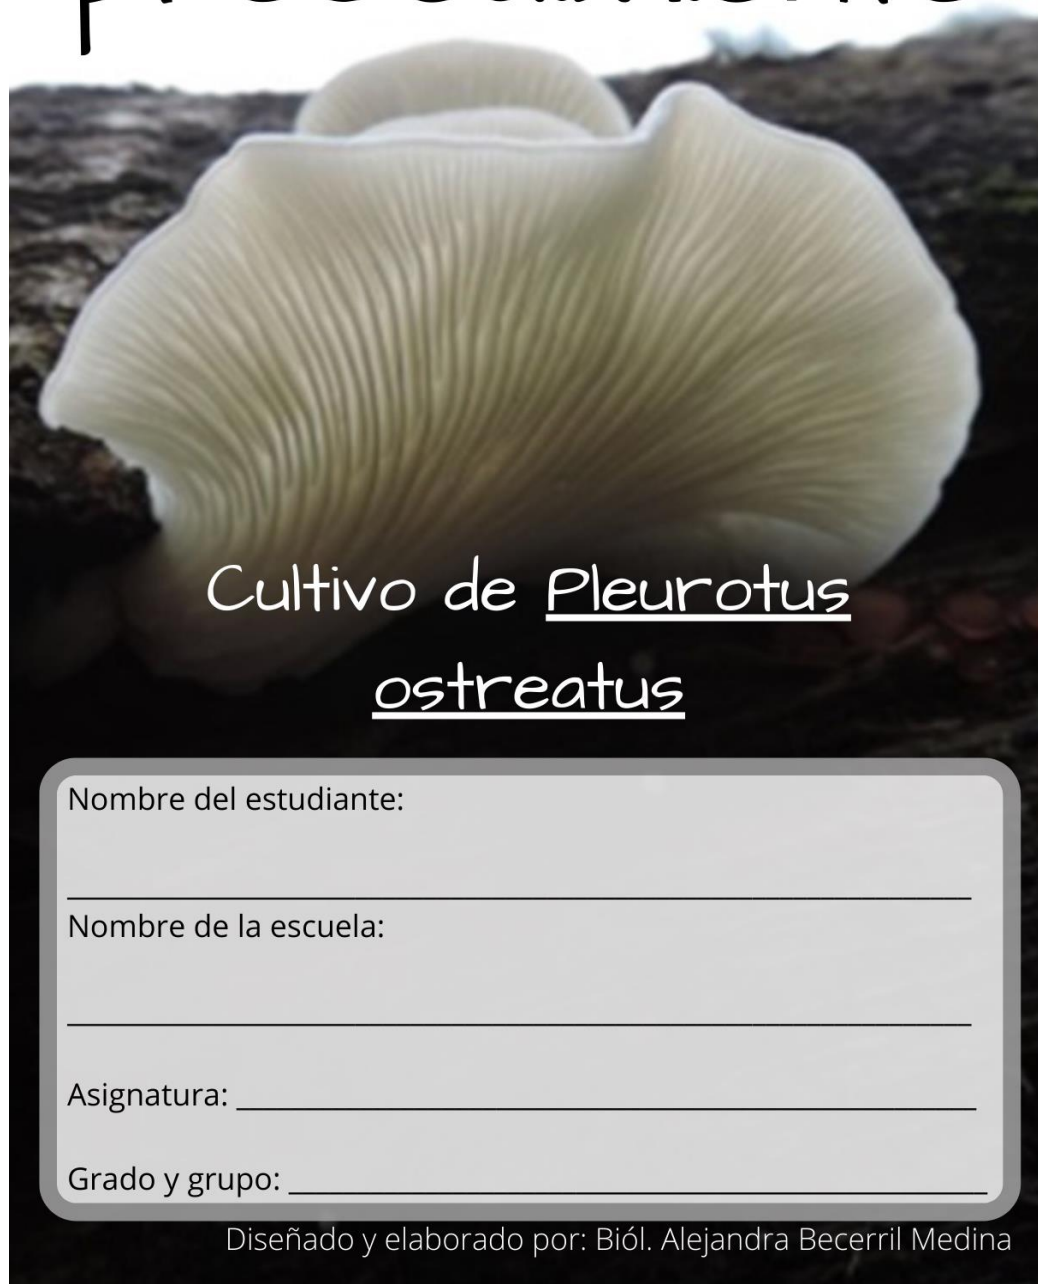 Cultivo de Pleurotus
ostreatus
Nombre del estudiante:
Nombre de la escuela:
Asignatura:
Grado y grupo:
Diseñado y elaborado por: Biól. Alejandra Becerril Medina